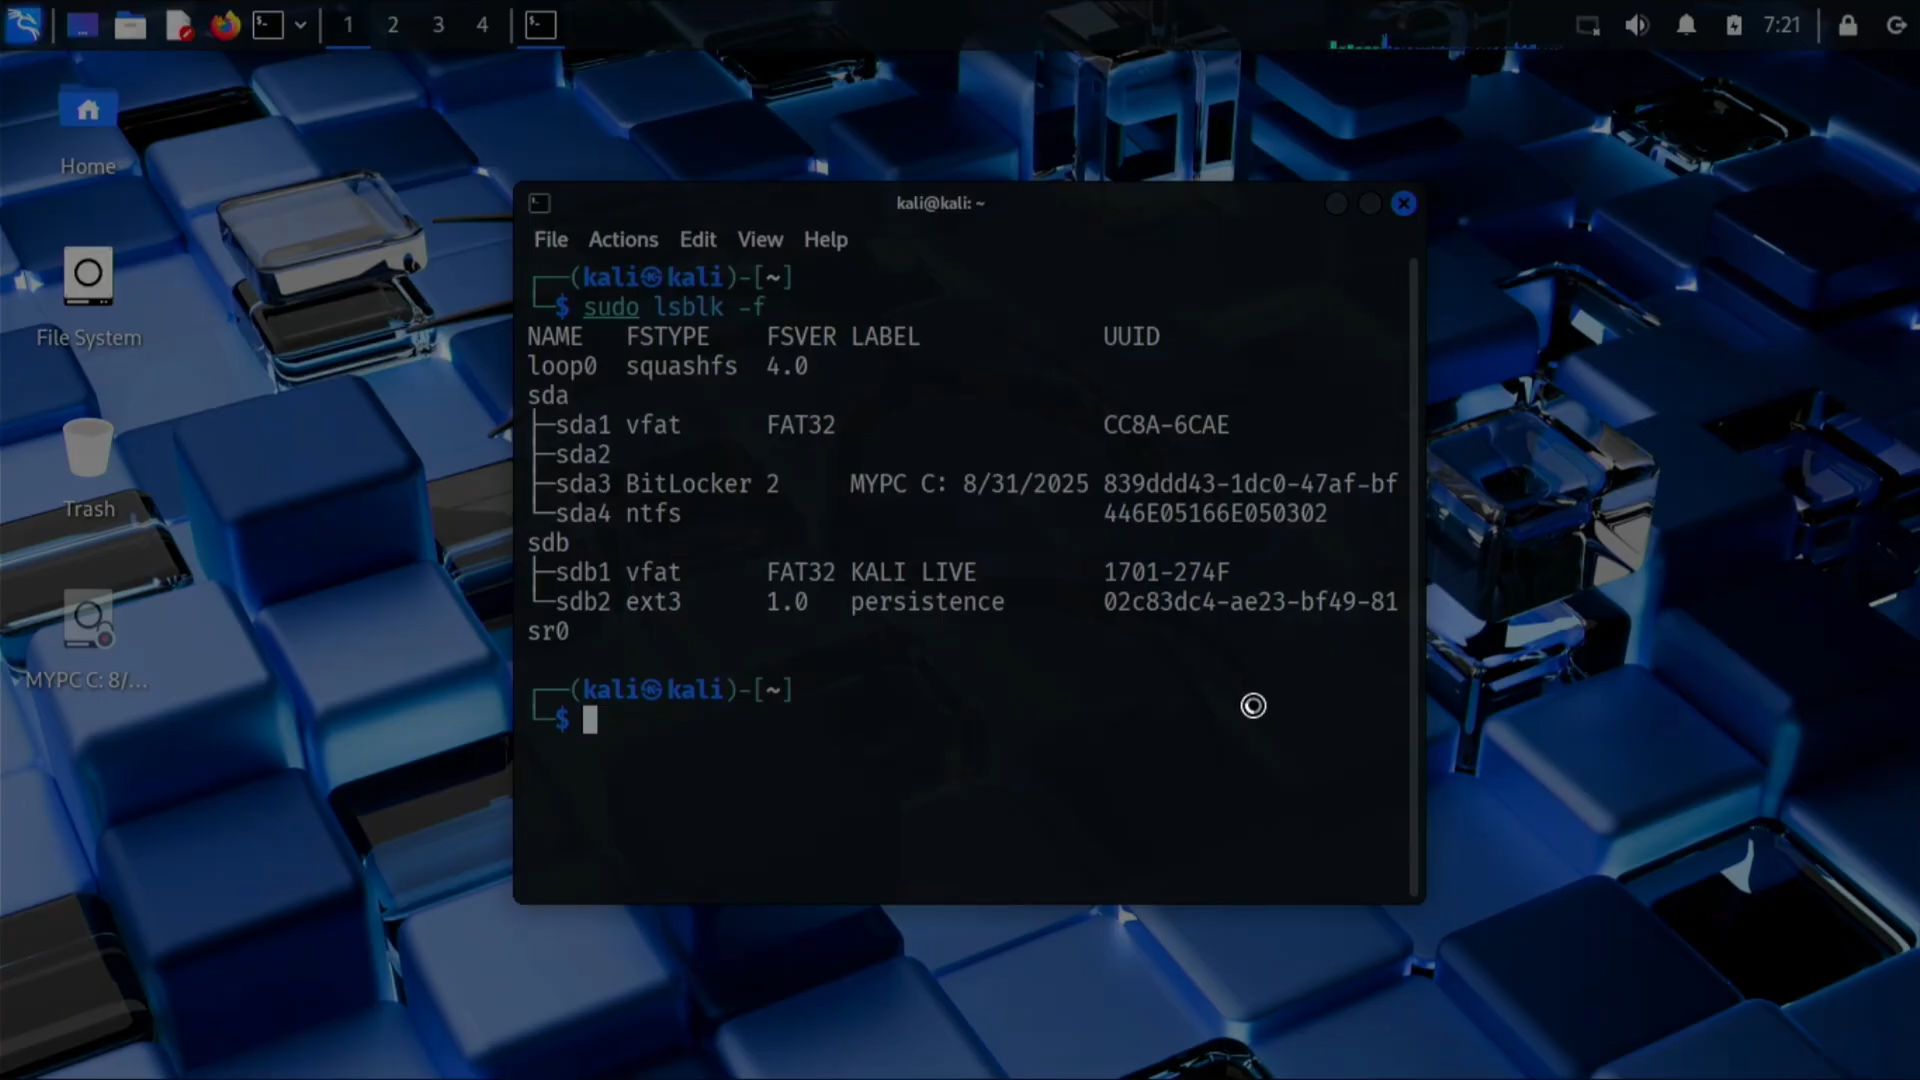 1 2 3 4 7:21
Home
File System
Trash
MYPC C: 8/...
kali@kali: ~
File Actions Edit View Help
┌──(kali㉿kali)-[~]
└─$ sudo lsblk -f
NAME FSTYPE FSVER LABEL UUID
loop0 squashfs 4.0
sda
├─sda1 vfat FAT32 CC8A-6CAE
├─sda2
├─sda3 BitLocker 2 MYPC C: 8/31/2025 839ddd43-1dc0-47af-bf
└─sda4 ntfs 446E05166E050302
sdb
├─sdb1 vfat FAT32 KALI LIVE 1701-274F
└─sdb2 ext3 1.0 persistence 02c83dc4-ae23-bf49-81
sr0
┌──(kali㉿kali)-[~]
└─$